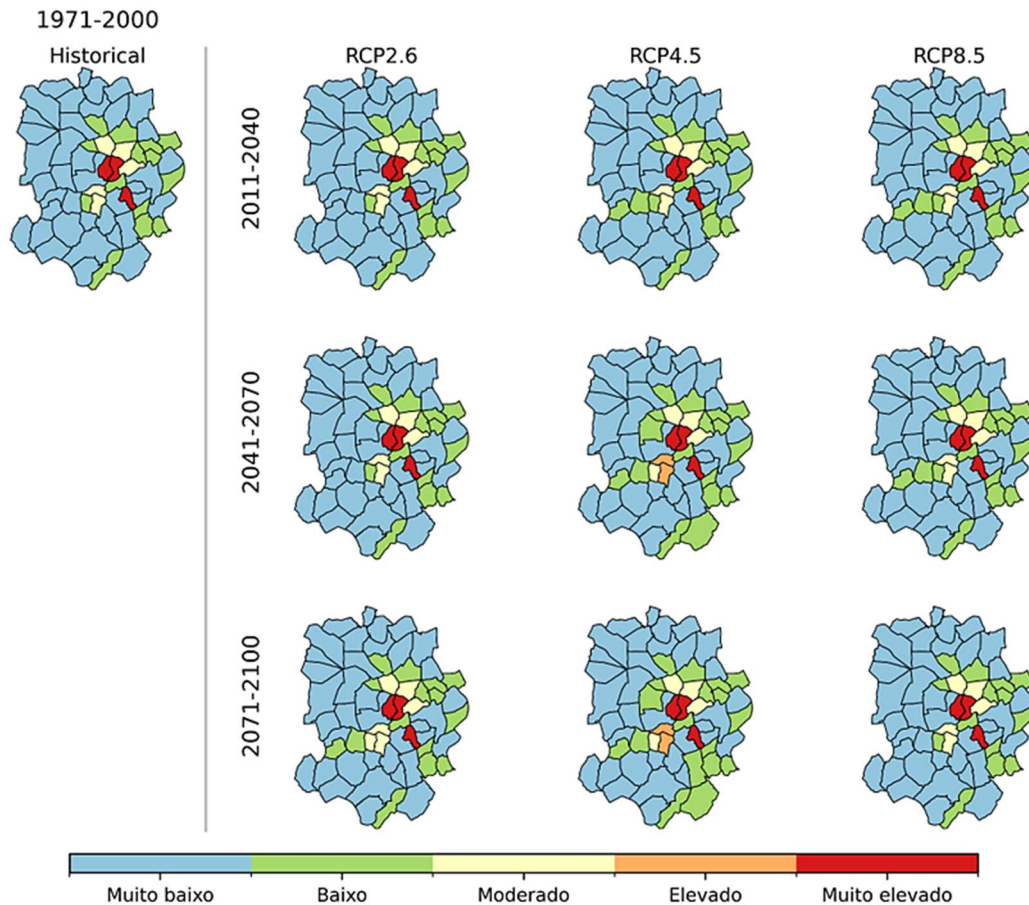 1971-2000
Historical
RCP2.6
RCP4.5
RCP8.5
2011-2040
2041-2070
2071-2100
Muito baixo
Baixo
Moderado
Elevado
Muito elevado